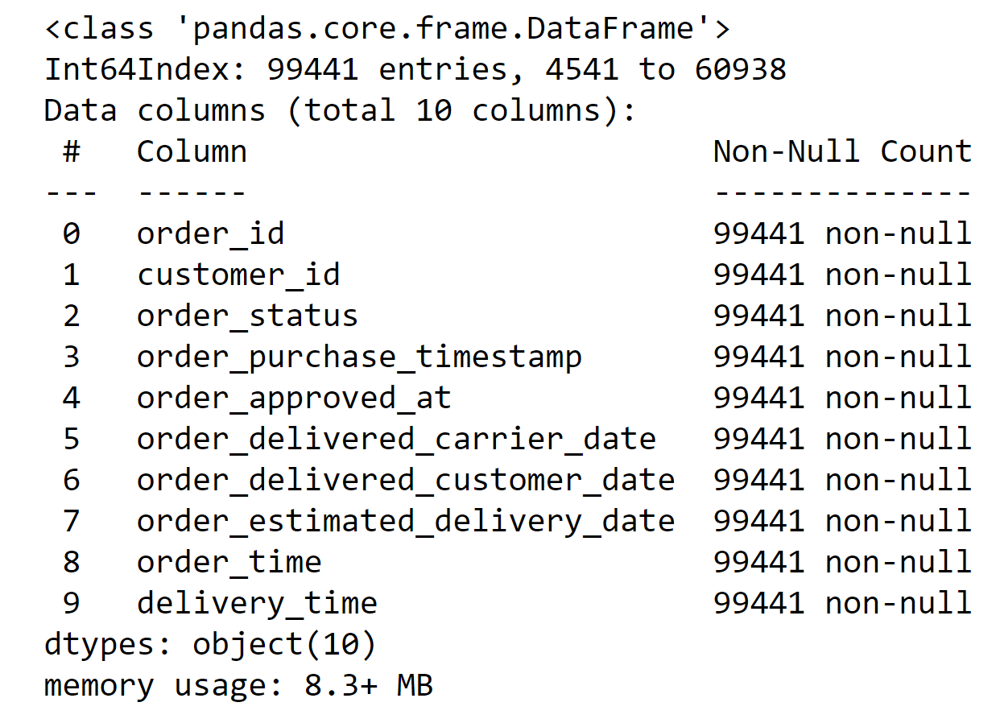 <class 'pandas.core.frame.DataFrame'>
Int64Index: 99441 entries, 4541 to 60938
Data columns (total 10 columns):
 #   Column                         Non-Null Count
---  ------                         --------------
 0   order_id                       99441 non-null
 1   customer_id                    99441 non-null
 2   order_status                   99441 non-null
 3   order_purchase_timestamp       99441 non-null
 4   order_approved_at              99441 non-null
 5   order_delivered_carrier_date   99441 non-null
 6   order_delivered_customer_date  99441 non-null
 7   order_estimated_delivery_date  99441 non-null
 8   order_time                     99441 non-null
 9   delivery_time                  99441 non-null
dtypes: object(10)
memory usage: 8.3+ MB